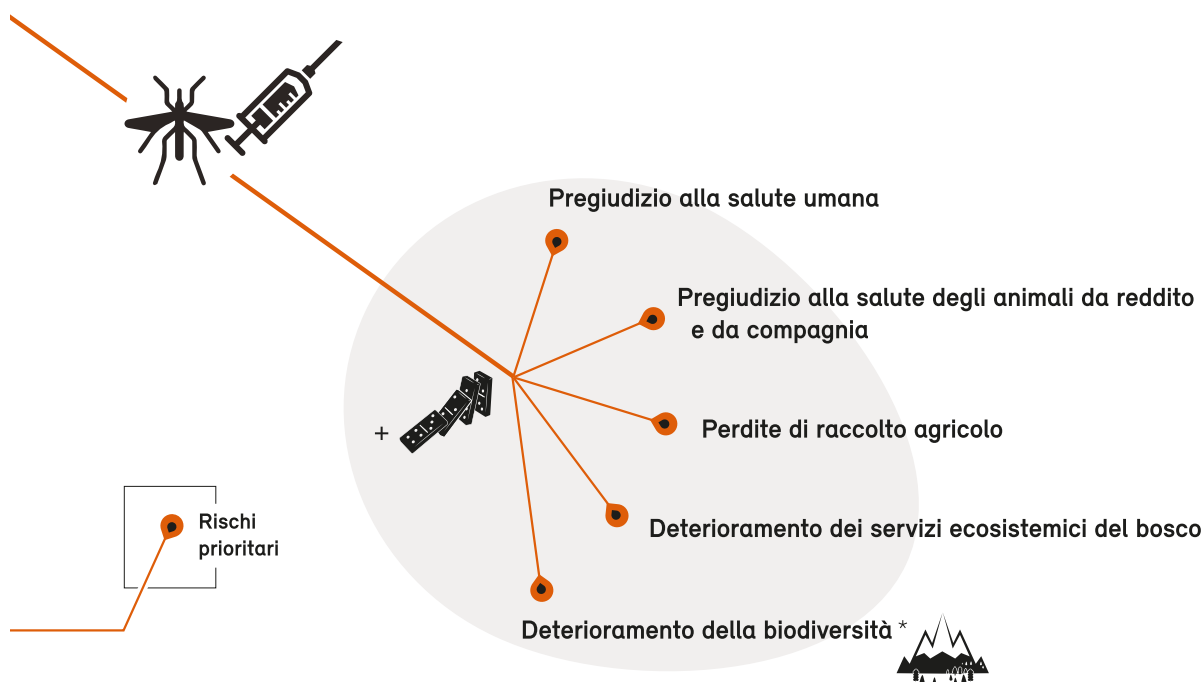 Pregiudizio alla salute umana
Pregiudizio alla salute degli animali da reddito
e da compagnia
+
Perdite di raccolto agricolo
Rischi
prioritari
Deterioramento dei servizi ecosistemici del bosco
Deterioramento della biodiversità *